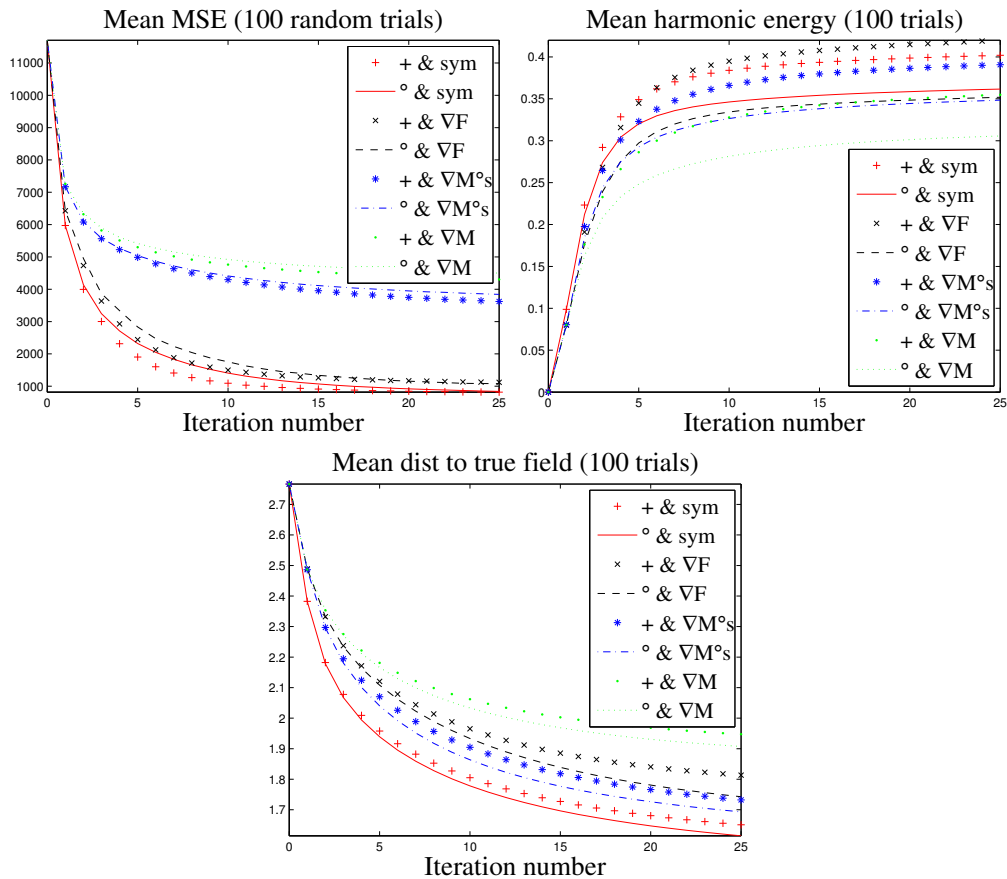 Mean MSE (100 random trials)
11000
10000
9000
8000
7000
6000
5000
4000
3000
2000
1000
0 5 10 15 20 25
Iteration number
+ & sym
° & sym
+ & ∇F
° & ∇F
+ & ∇M°s
° & ∇M°s
+ & ∇M
° & ∇M
Mean harmonic energy (100 trials)
0.4
0.35
0.3
0.25
0.2
0.15
0.1
0.05
0
0 5 10 15 20 25
Iteration number
+ & sym
° & sym
+ & ∇F
° & ∇F
+ & ∇M°s
° & ∇M°s
+ & ∇M
° & ∇M
Mean dist to true field (100 trials)
2.7
2.6
2.5
2.4
2.3
2.2
2.1
2
1.9
1.8
1.7
0 5 10 15 20 25
Iteration number
+ & sym
° & sym
+ & ∇F
° & ∇F
+ & ∇M°s
° & ∇M°s
+ & ∇M
° & ∇M